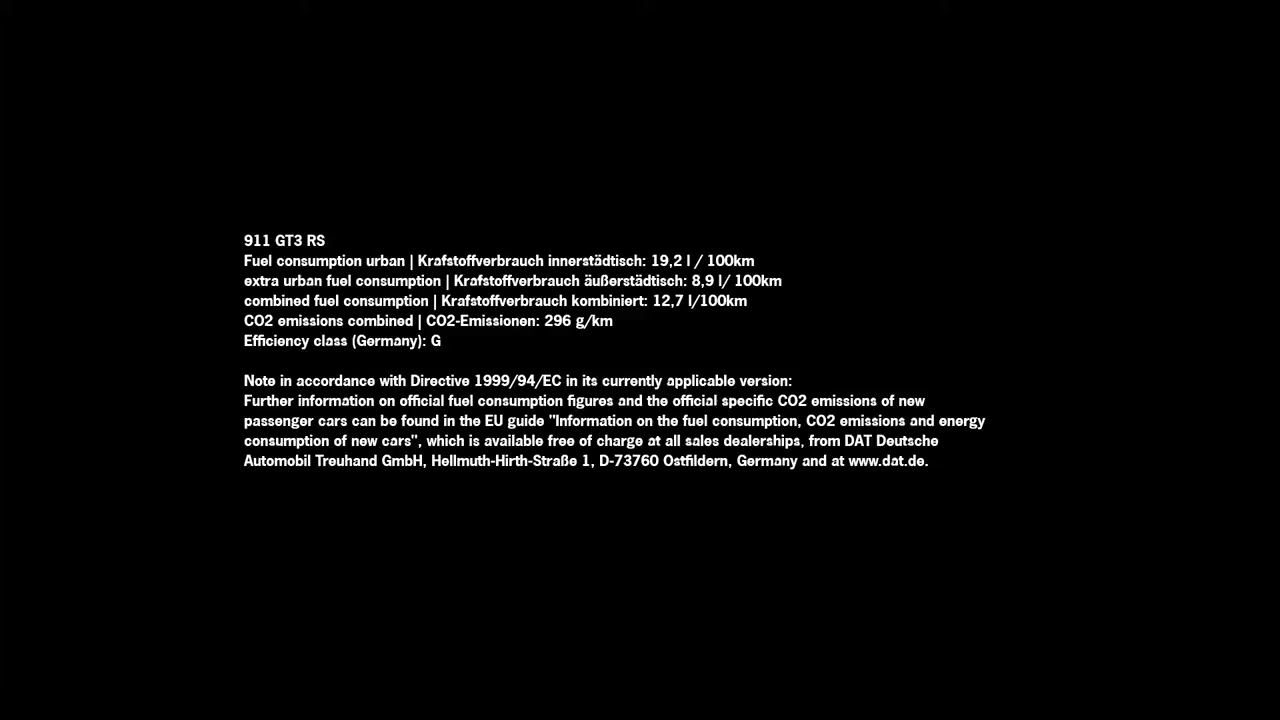 911 GT3 RS
Fuel consumption urban | Krafstoffverbrauch innerstädtisch: 19,2 l / 100km
extra urban fuel consumption | Krafstoffverbrauch äußerstädtisch: 8,9 l/ 100km
combined fuel consumption | Krafstoffverbrauch kombiniert: 12,7 l/100km
CO2 emissions combined | CO2-Emissionen: 296 g/km
Efficiency class (Germany): G
Note in accordance with Directive 1999/94/EC in its currently applicable version:
Further information on official fuel consumption figures and the official specific CO2 emissions of new
passenger cars can be found in the EU guide "Information on the fuel consumption, CO2 emissions and energy
consumption of new cars", which is available free of charge at all sales dealerships, from DAT Deutsche
Automobil Treuhand GmbH, Hellmuth-Hirth-Straße 1, D-73760 Ostfildern, Germany and at www.dat.de.